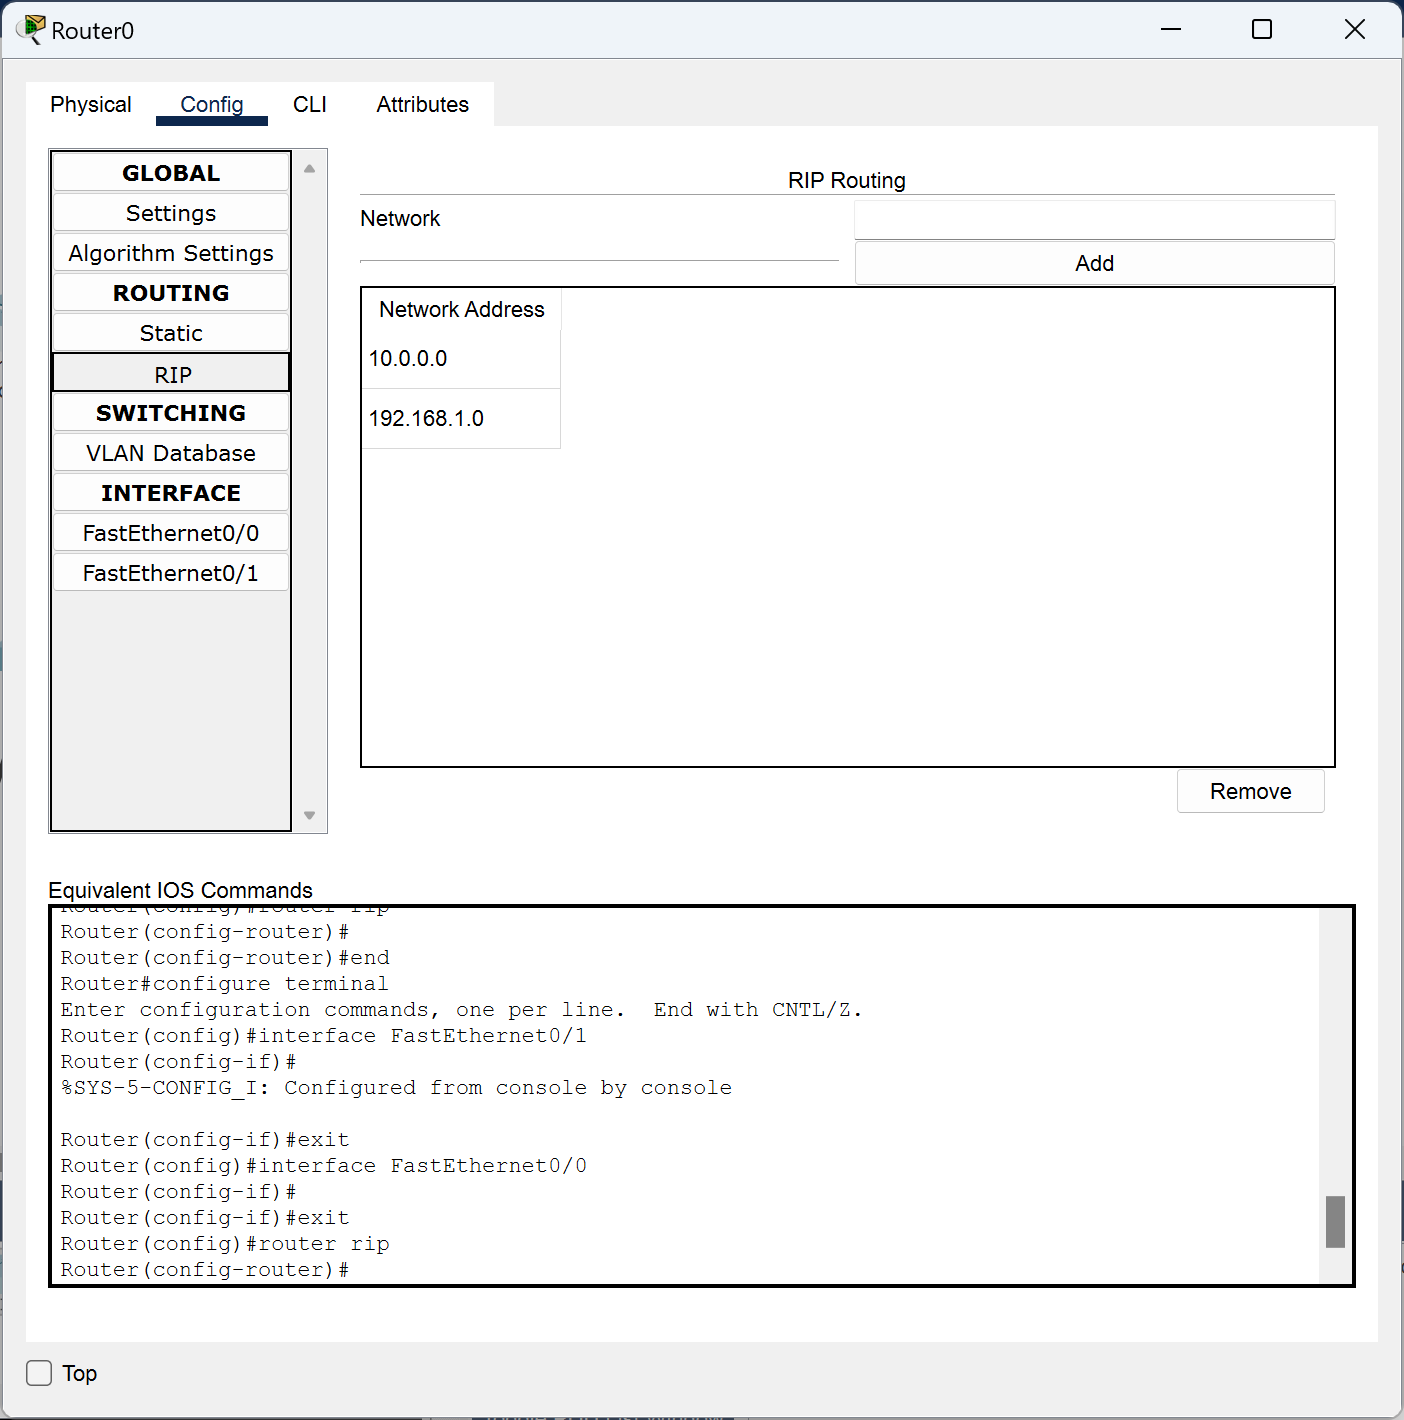 Router0
Physical Config CLI Attributes
GLOBAL
Settings
Algorithm Settings
ROUTING
Static
RIP
SWITCHING
VLAN Database
INTERFACE
FastEthernet0/0
FastEthernet0/1
RIP Routing
Network
Add
Network Address
10.0.0.0
192.168.1.0
Remove
Equivalent IOS Commands
Router(config)#router rip
Router(config-router)#
Router(config-router)#end
Router#configure terminal
Enter configuration commands, one per line.  End with CNTL/Z.
Router(config)#interface FastEthernet0/1
Router(config-if)#
%SYS-5-CONFIG_I: Configured from console by console
Router(config-if)#exit
Router(config)#interface FastEthernet0/0
Router(config-if)#
Router(config-if)#exit
Router(config)#router rip
Router(config-router)#
Top